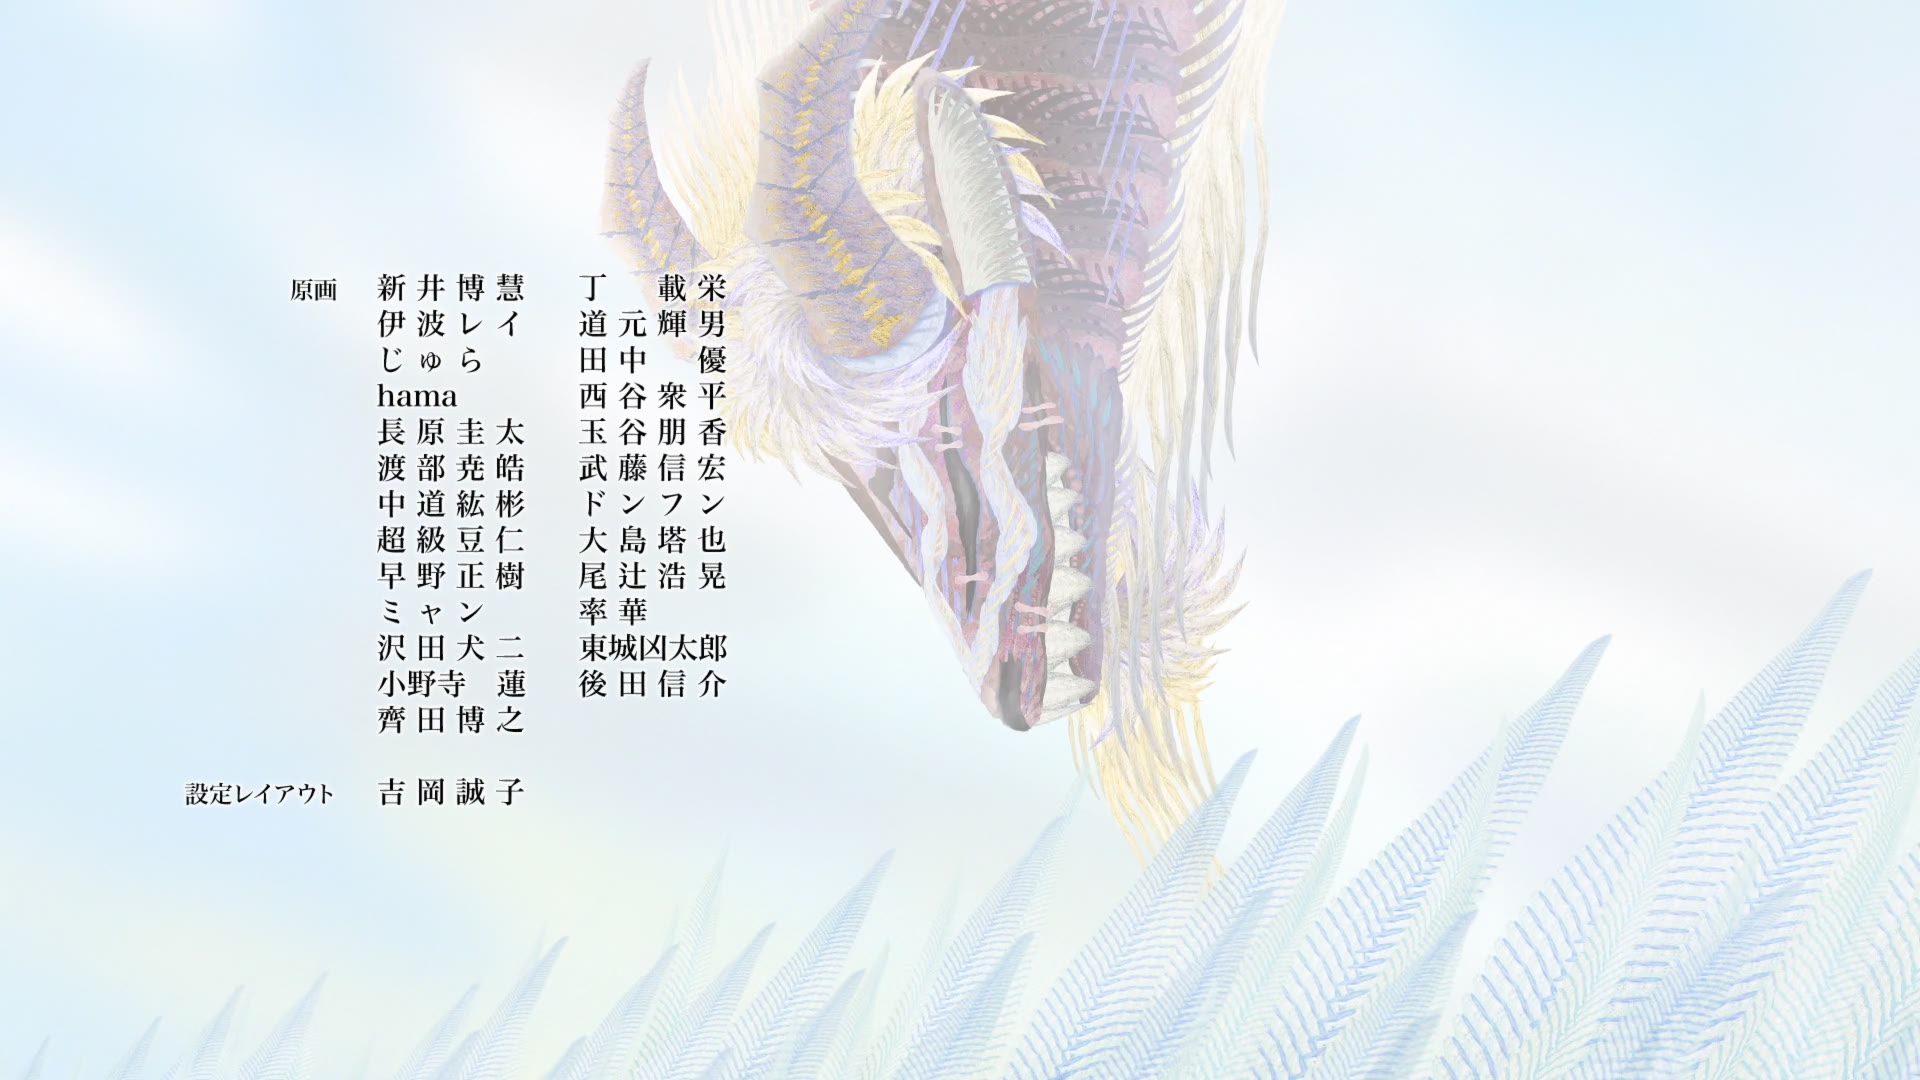 原画 新井博慧 丁載栄
伊波レイ 道元輝男
じゅら 田中優
hama 西谷衆平
長原圭太 玉谷朋香
渡部尭皓 武藤信宏
中道紘彬 ドンフン
超級豆仁 大島塔也
早野正樹 尾辻浩晃
ミャン 率華
沢田犬二 東城凶太郎
小野寺蓮 後田信介
齊田博之
設定レイアウト 吉岡誠子